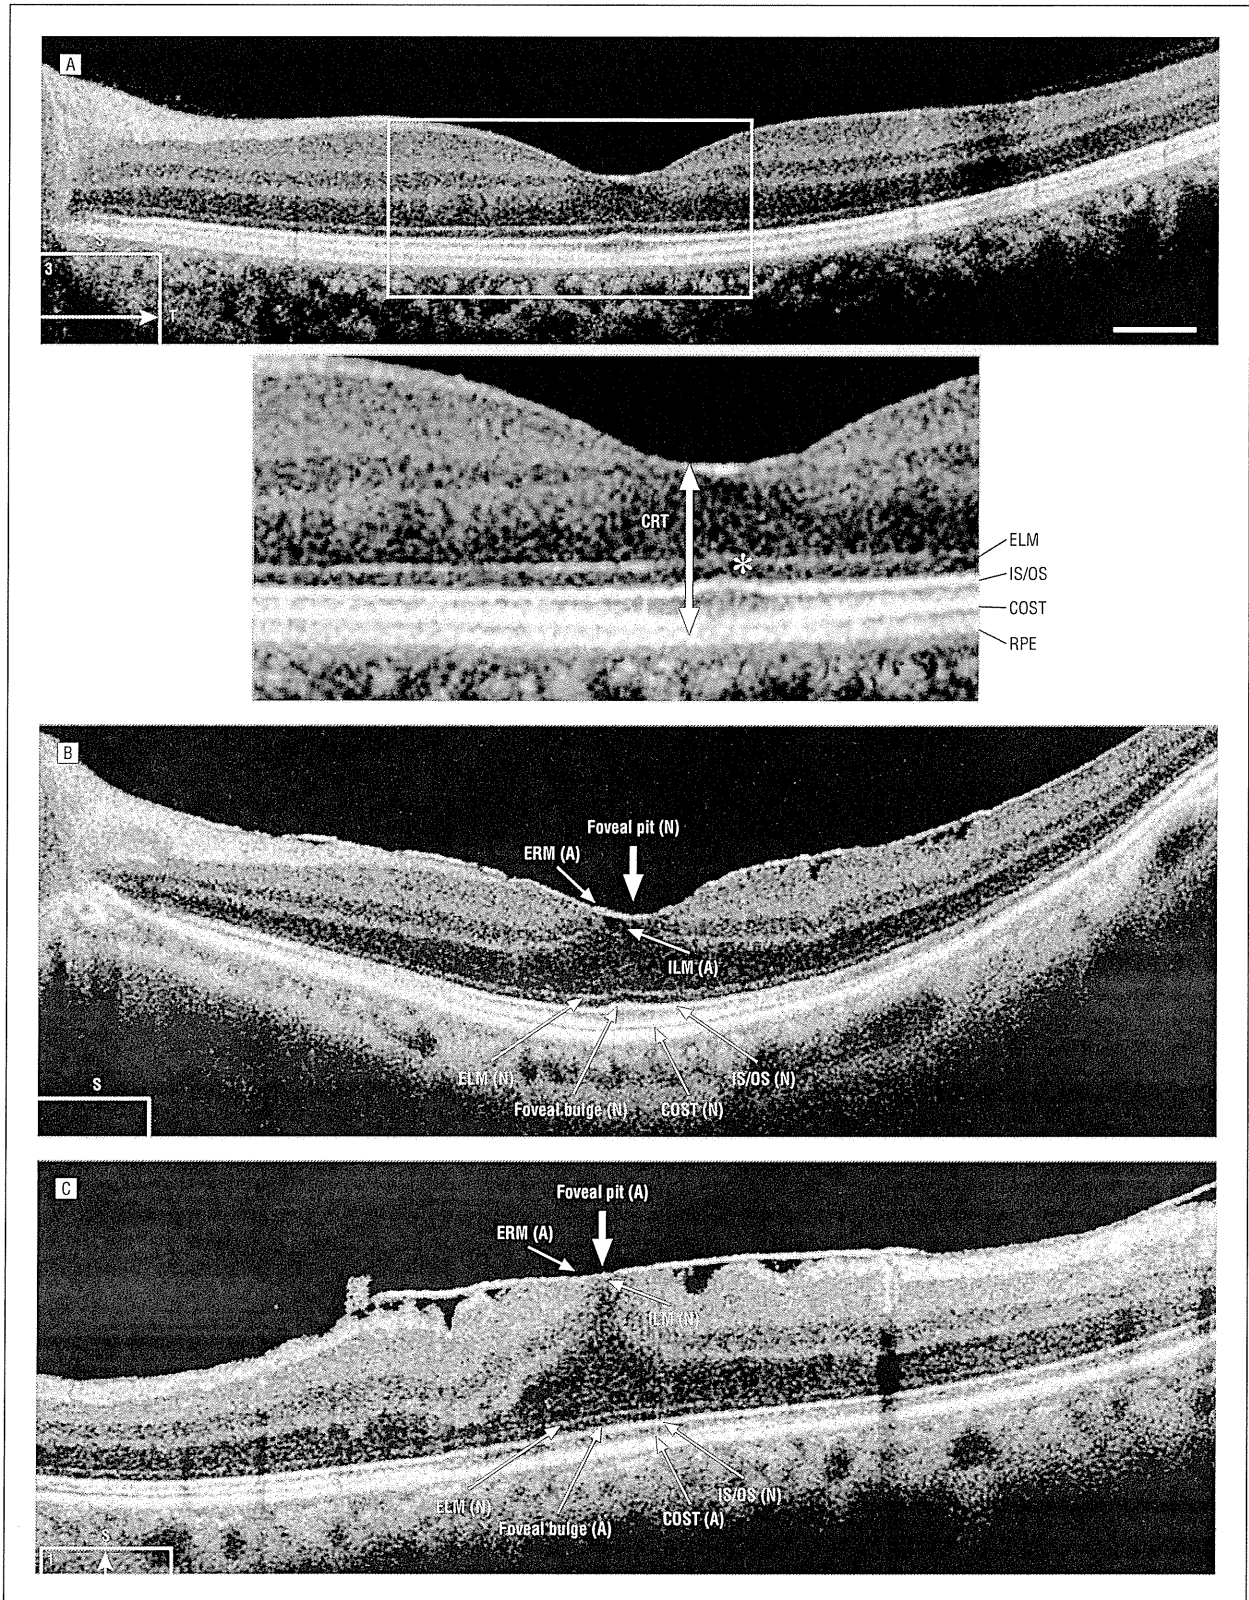 A
S
3
T
CRT
*
ELM
IS/OS
COST
RPE
B
Foveal pit (N)
ERM (A)
ILM (A)
ELM (N)
IS/OS (N)
Foveal bulge (N)
COST (N)
S
C
Foveal pit (A)
ERM (A)
ILM (N)
ELM (N)
IS/OS (N)
Foveal bulge (A)
COST (A)
S
1